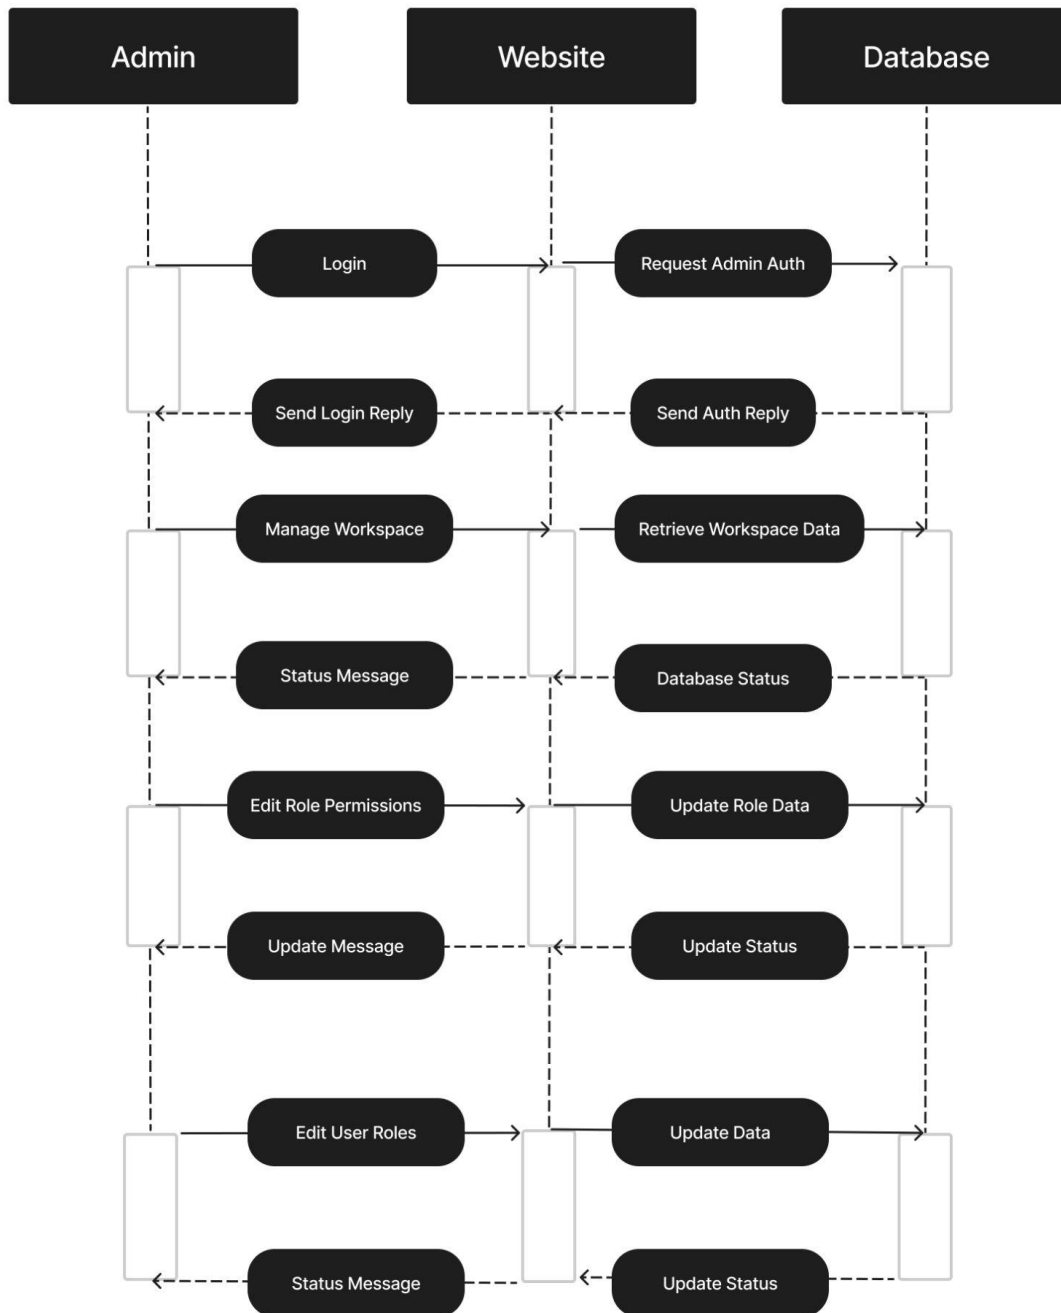 Admin
Website
Database
Login
Request Admin Auth
Send Login Reply
Send Auth Reply
Manage Workspace
Retrieve Workspace Data
Status Message
Database Status
Edit Role Permissions
Update Role Data
Update Message
Update Status
Edit User Roles
Update Data
Status Message
Update Status